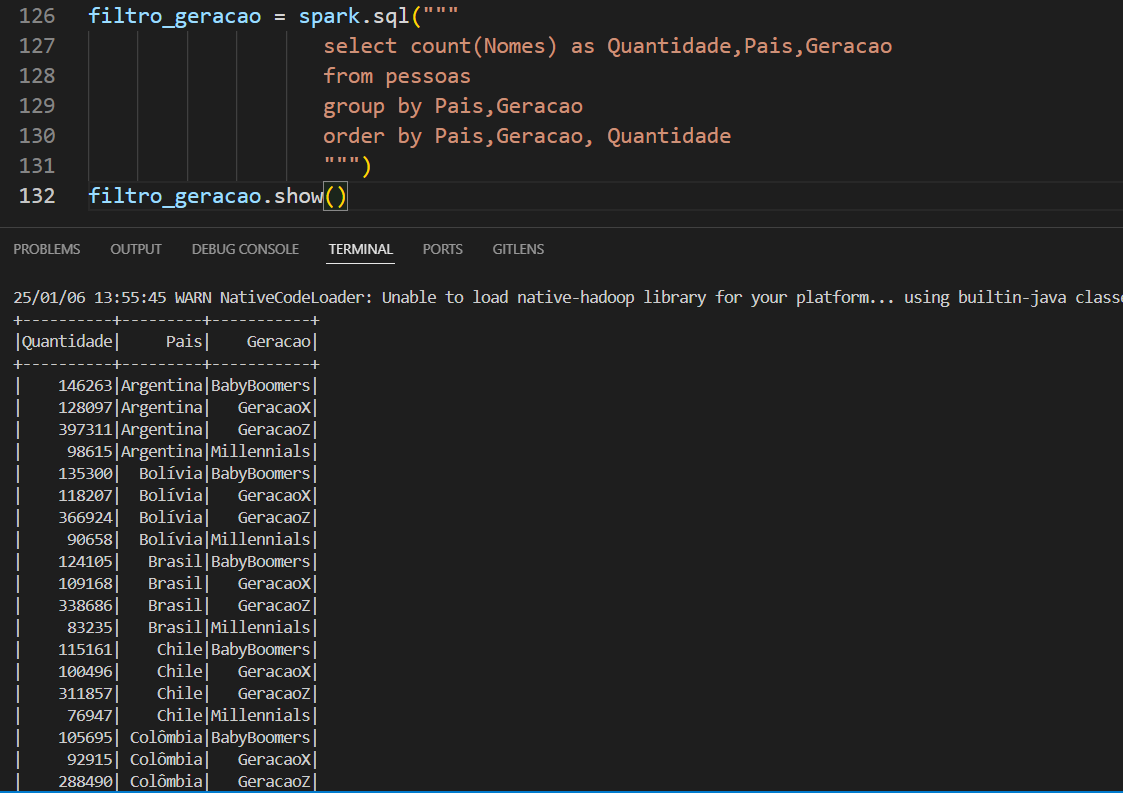 126 filtro_geracao = spark.sql("""
127 select count(Nomes) as Quantidade,Pais,Geracao
128 from pessoas
129 group by Pais,Geracao
130 order by Pais,Geracao, Quantidade
131 """)
132 filtro_geracao.show()
PROBLEMS OUTPUT DEBUG CONSOLE TERMINAL PORTS GITLENS
25/01/06 13:55:45 WARN NativeCodeLoader: Unable to load native-hadoop library for your platform... using builtin-java classe
+----------+---------+-----------+
|Quantidade|     Pais|    Geracao|
+----------+---------+-----------+
|    146263|Argentina|BabyBoomers|
|    128097|Argentina|   GeracaoX|
|    397311|Argentina|   GeracaoZ|
|     98615|Argentina|Millennials|
|    135300|  Bolívia|BabyBoomers|
|    118207|  Bolívia|   GeracaoX|
|    366924|  Bolívia|   GeracaoZ|
|     90658|  Bolívia|Millennials|
|    124105|   Brasil|BabyBoomers|
|    109168|   Brasil|   GeracaoX|
|    338686|   Brasil|   GeracaoZ|
|     83235|   Brasil|Millennials|
|    115161|    Chile|BabyBoomers|
|    100496|    Chile|   GeracaoX|
|    311857|    Chile|   GeracaoZ|
|     76947|    Chile|Millennials|
|    105695| Colômbia|BabyBoomers|
|     92915| Colômbia|   GeracaoX|
|    288490| Colômbia|   GeracaoZ|